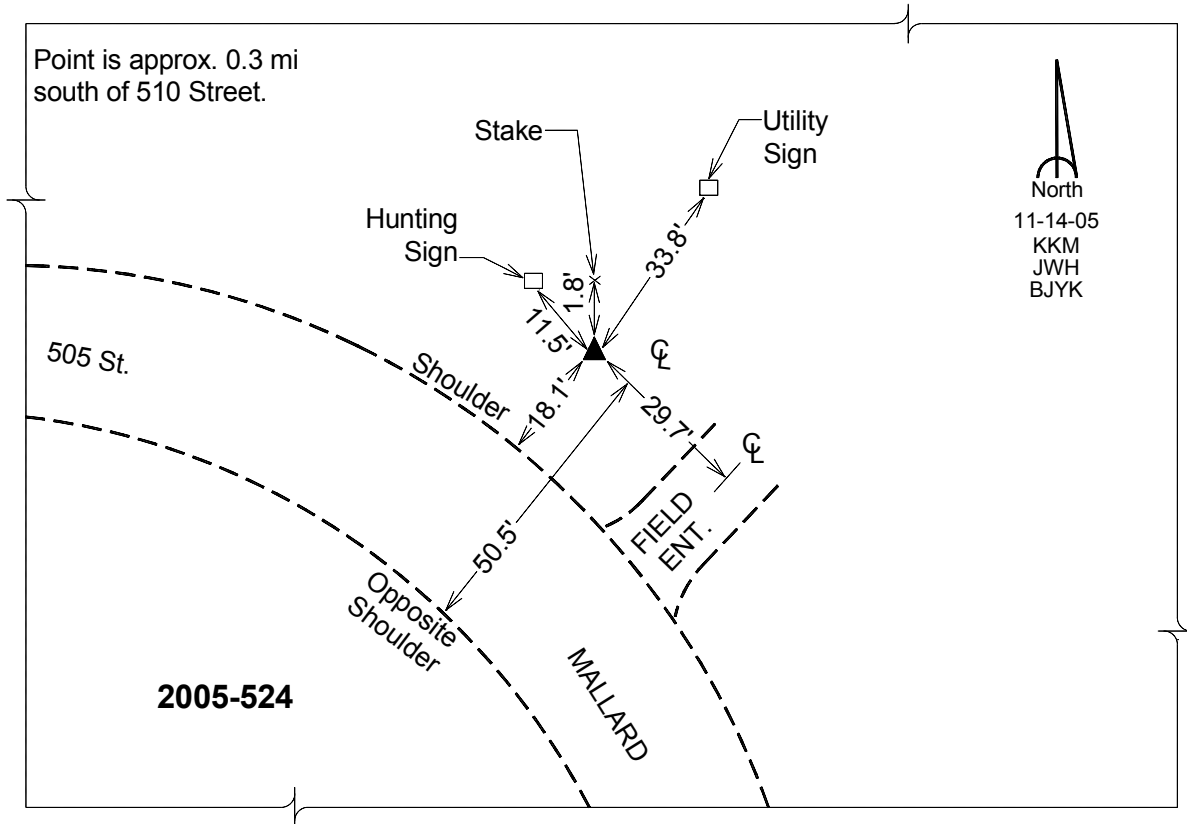 Point is approx. 0.3 mi
south of 510 Street.
Stake
Utility
Sign
North
11-14-05
KKM
JWH
BJYK
Hunting
Sign
33.8'
1.8'
11.5'
℄
505 St.
Shoulder
18.1'
29.7'
℄
FIELD
ENT.
50.5'
Opposite
Shoulder
MALLARD
2005-524